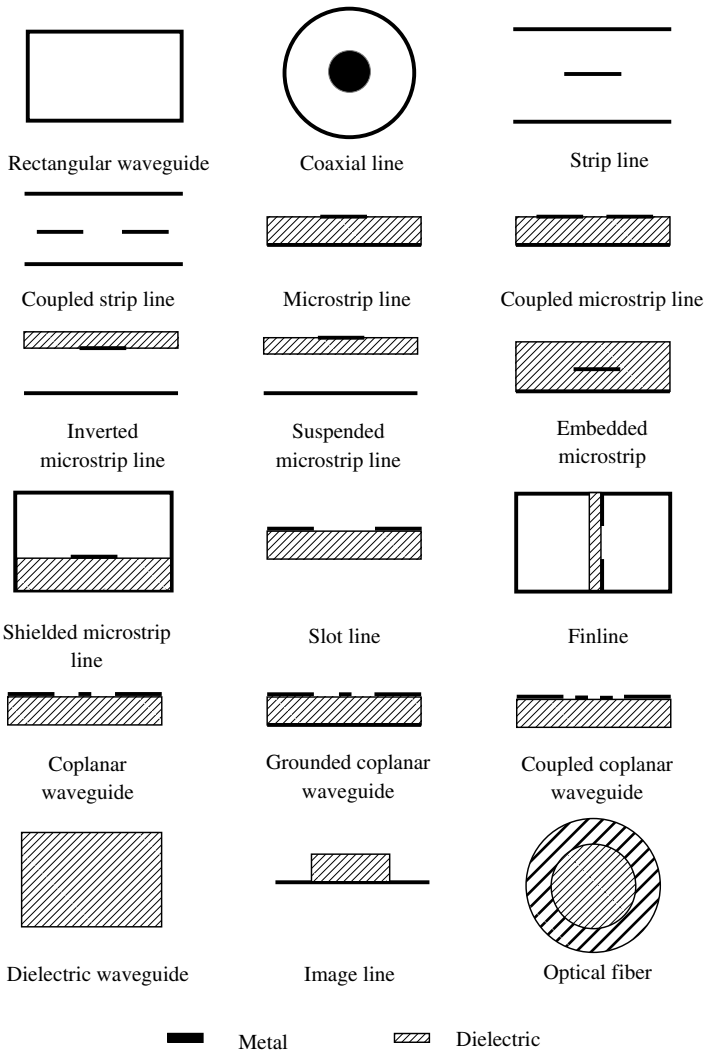 Rectangular waveguide
Coaxial line
Strip line
Coupled strip line
Microstrip line
Coupled microstrip line
Inverted
microstrip line
Suspended
microstrip line
Embedded
microstrip
Shielded microstrip
line
Slot line
Finline
Coplanar
waveguide
Grounded coplanar
waveguide
Coupled coplanar
waveguide
Dielectric waveguide
Image line
Optical fiber
Metal
Dielectric